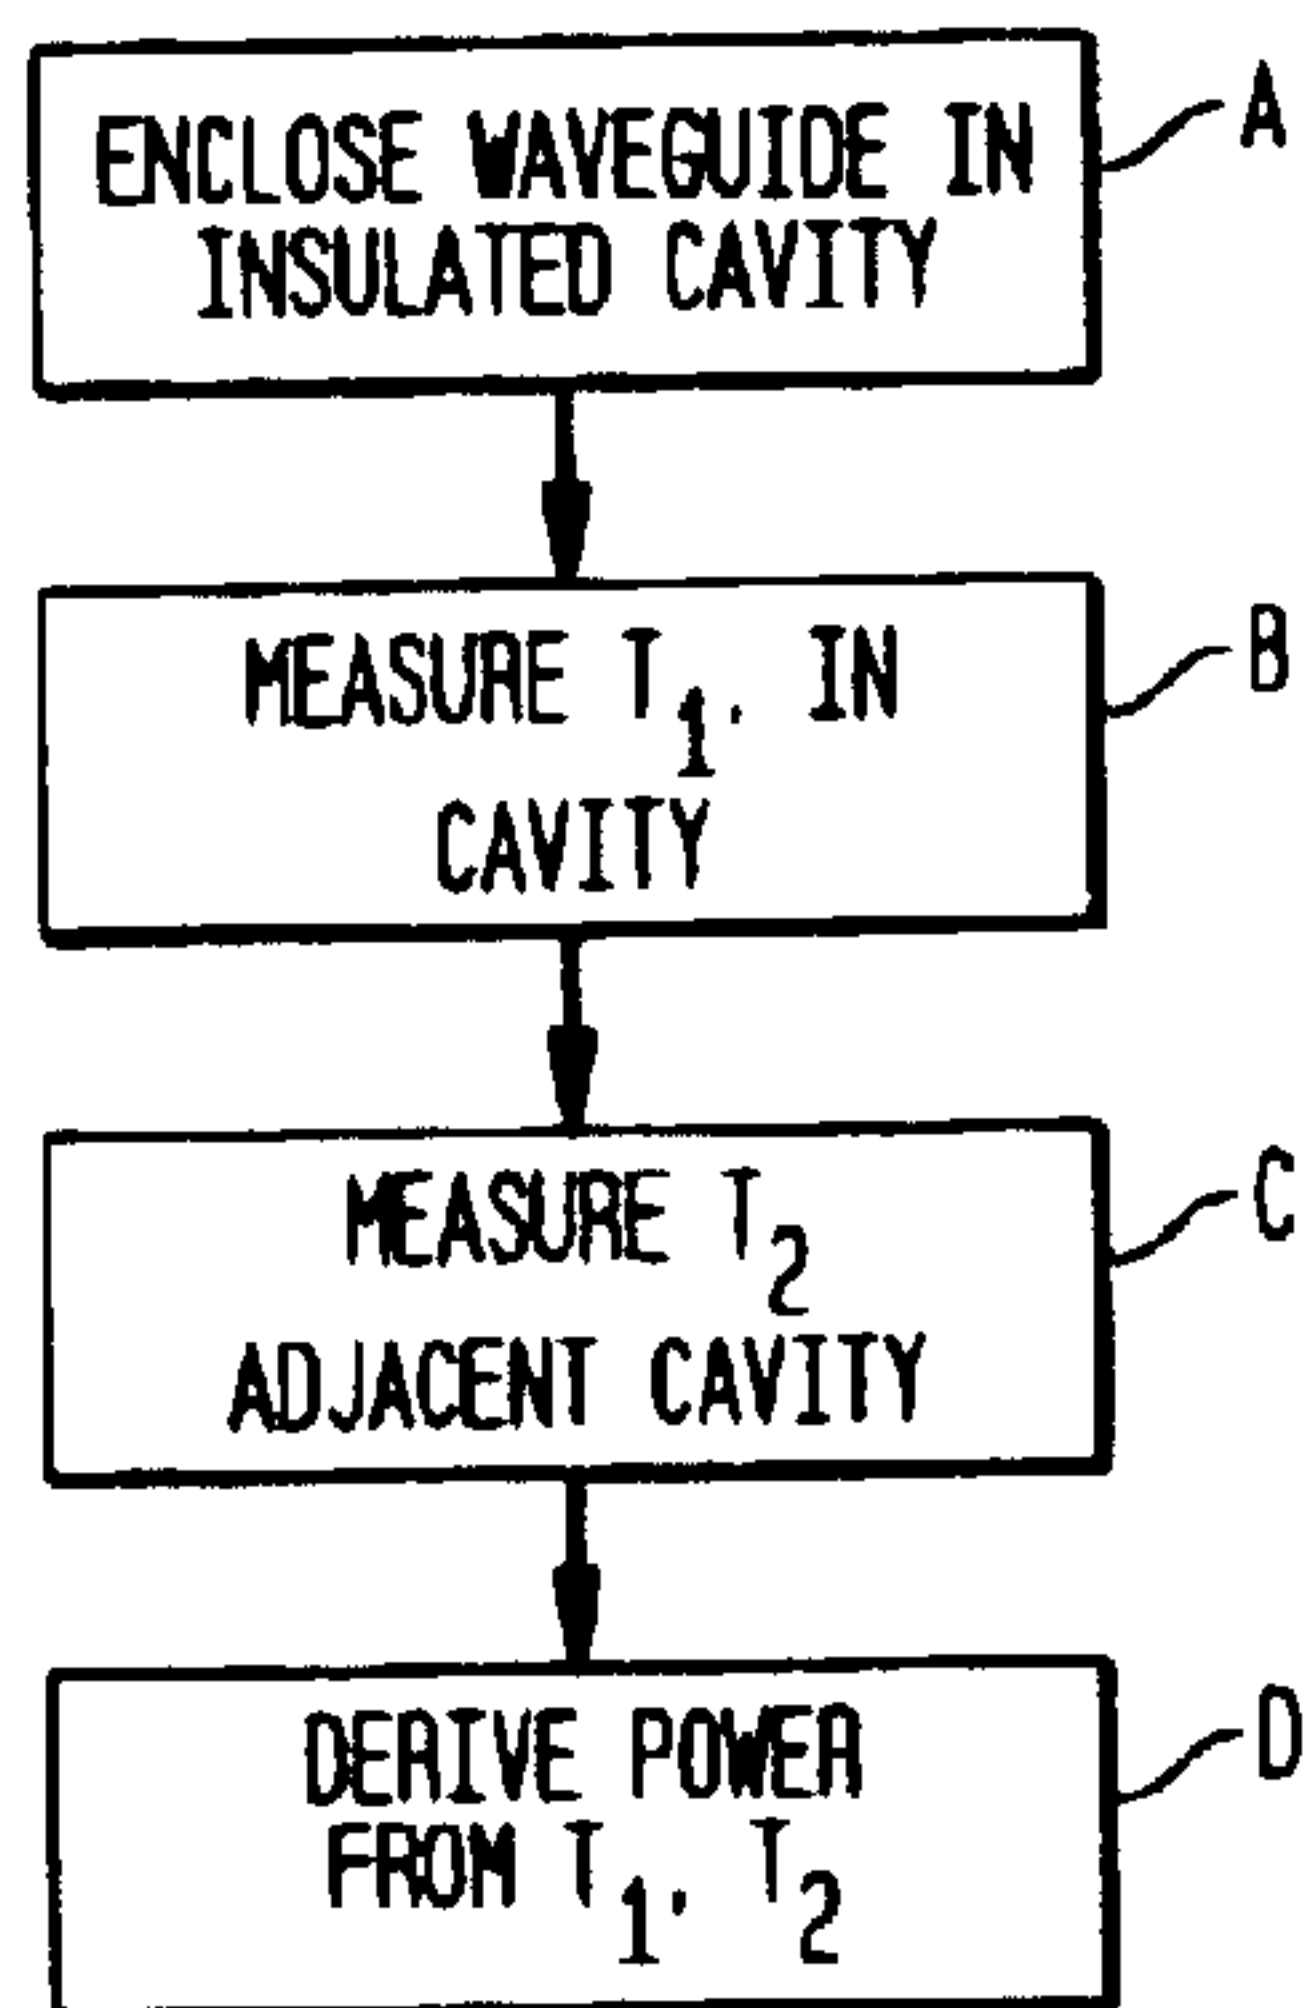 ENCLOSE WAVEGUIDE IN
INSULATED CAVITY
A
MEASURE T1. IN
CAVITY
B
MEASURE T2
ADJACENT CAVITY
C
DERIVE POWER
FROM T1, T2
D